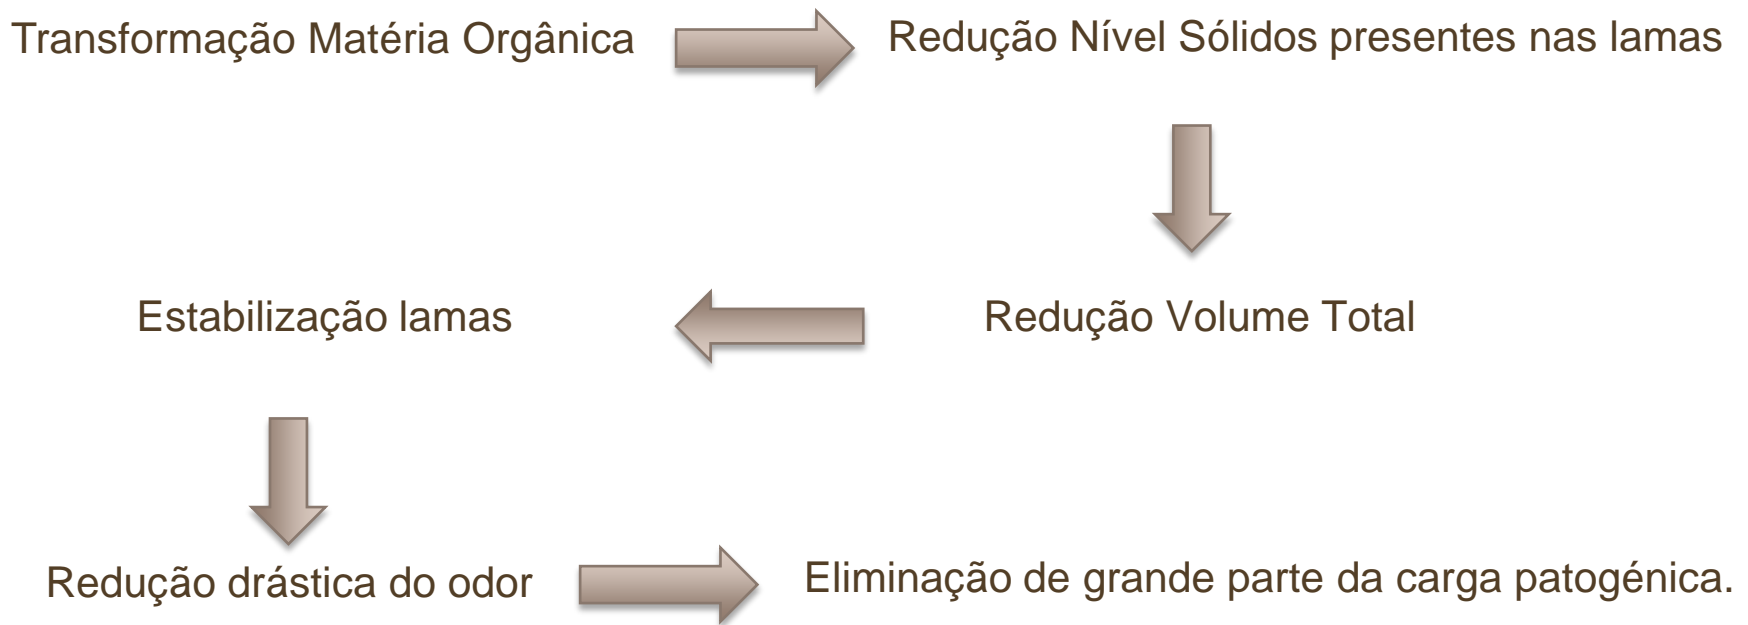 Transformação Matéria Orgânica
Redução Nível Sólidos presentes nas lamas
Redução Volume Total
Estabilização lamas
Redução drástica do odor
Eliminação de grande parte da carga patogénica.